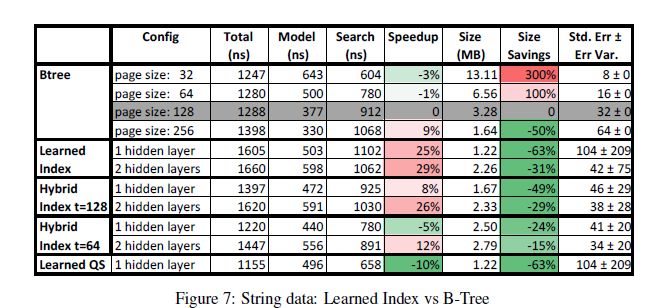 Config Total Model Search Speedup Size Size Std. Err ±
(ns) (ns) (ns) (MB) Savings Err Var.
Btree page size: 32 1247 643 604 -3% 13.11 300% 8 ± 0
page size: 64 1280 500 780 -1% 6.56 100% 16 ± 0
page size: 128 1288 377 912 0 3.28 0 32 ± 0
page size: 256 1398 330 1068 9% 1.64 -50% 64 ± 0
Learned 1 hidden layer 1605 503 1102 25% 1.22 -63% 104 ± 209
Index 2 hidden layers 1660 598 1062 29% 2.26 -31% 42 ± 75
Hybrid 1 hidden layer 1397 472 925 8% 1.67 -49% 46 ± 29
Index t=128 2 hidden layers 1620 591 1030 26% 2.33 -29% 38 ± 28
Hybrid 1 hidden layer 1220 440 780 -5% 2.50 -24% 41 ± 20
Index t=64 2 hidden layers 1447 556 891 12% 2.79 -15% 34 ± 20
Learned QS 1 hidden layer 1155 496 658 -10% 1.22 -63% 104 ± 209
Figure 7: String data: Learned Index vs B-Tree